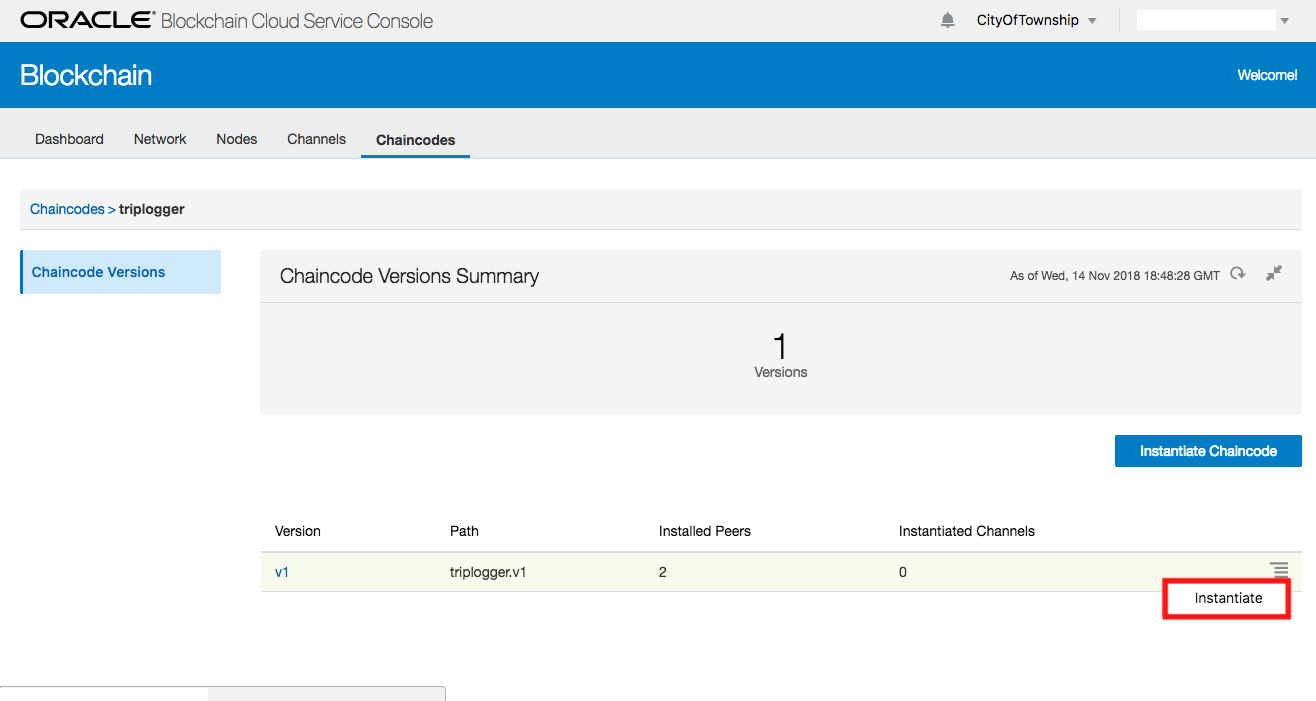 ORACLE® Blockchain Cloud Service Console CityOfTownship
Blockchain Welcome!
Dashboard Network Nodes Channels Chaincodes
Chaincodes > triplogger
Chaincode Versions
Chaincode Versions Summary As of Wed, 14 Nov 2018 18:48:28 GMT
1
Versions
Instantiate Chaincode
Version Path Installed Peers Instantiated Channels
v1 triplogger.v1 2 0
Instantiate